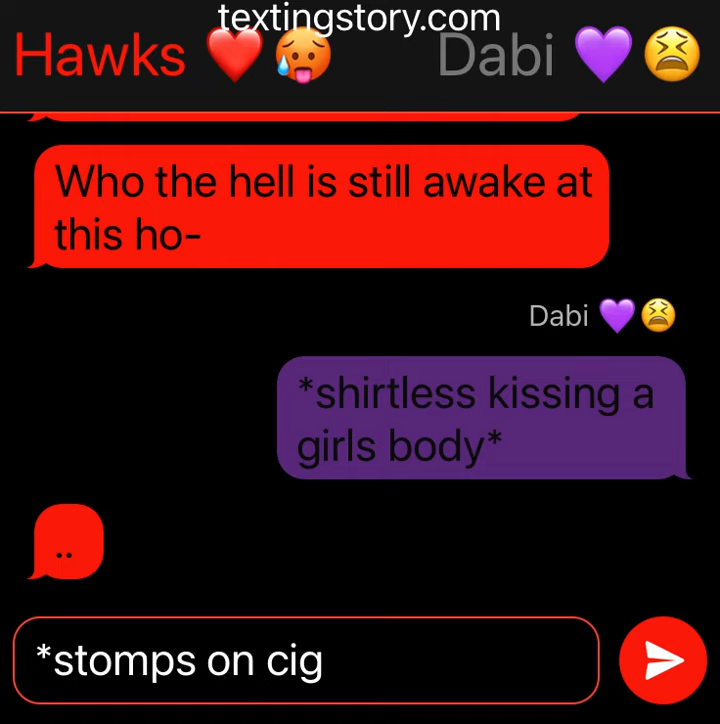 textingstory.com
Hawks ❤️ 🥵 Dabi 💜 😫
Who the hell is still awake at
this ho-
Dabi 💜 😫
*shirtless kissing a
girls body*
..
*stomps on cig